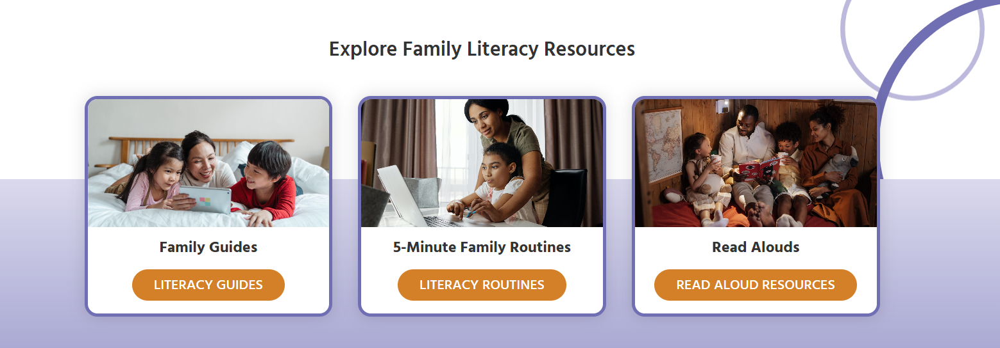 Explore Family Literacy Resources
Family Guides
LITERACY GUIDES
5-Minute Family Routines
LITERACY ROUTINES
Read Alouds
READ ALOUD RESOURCES